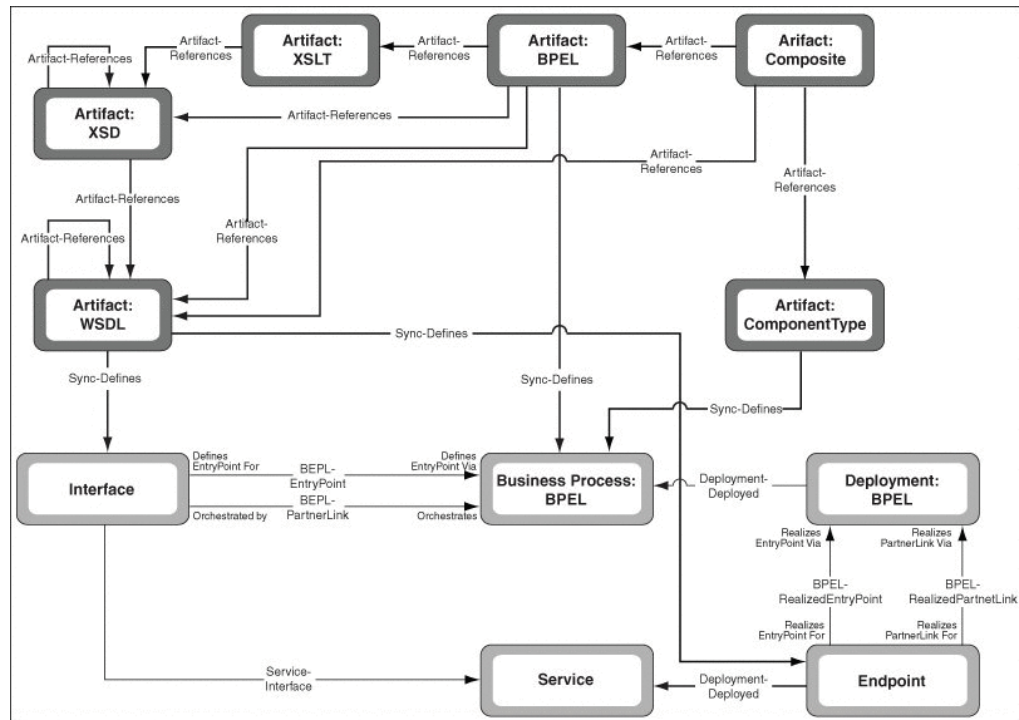 Artifact-References
Artifact-
References
Artifact:
XSLT
Artifact-
References
Artifact:
BPEL
Artifact-
References
Arifact:
Composite
Artifact:
XSD
Artifact-References
Artifact-
References
Artifact-
References
Artifact-References
Artifact-
References
Artifact-References
Artifact:
WSDL
Sync-Defines
Artifact:
ComponentType
Sync-Defines
Sync-Defines
Sync-Defines
Interface
Defines
EntryPoint For
BEPL-
EntryPoint
Defines
EntryPoint Via
Orchestrated by
BEPL-
PartnerLink
Orchestrates
Business Process:
BPEL
Deployment-
Deployed
Deployment:
BPEL
Realizes
EntryPoint Via
Realizes
PartnerLink Via
BPEL-
RealizedEntryPoint
BPEL-
RealizedPartnetLink
Realizes
EntryPoint For
Realizes
PartnerLink For
Service-
Interface
Service
Deployment-
Deployed
Endpoint